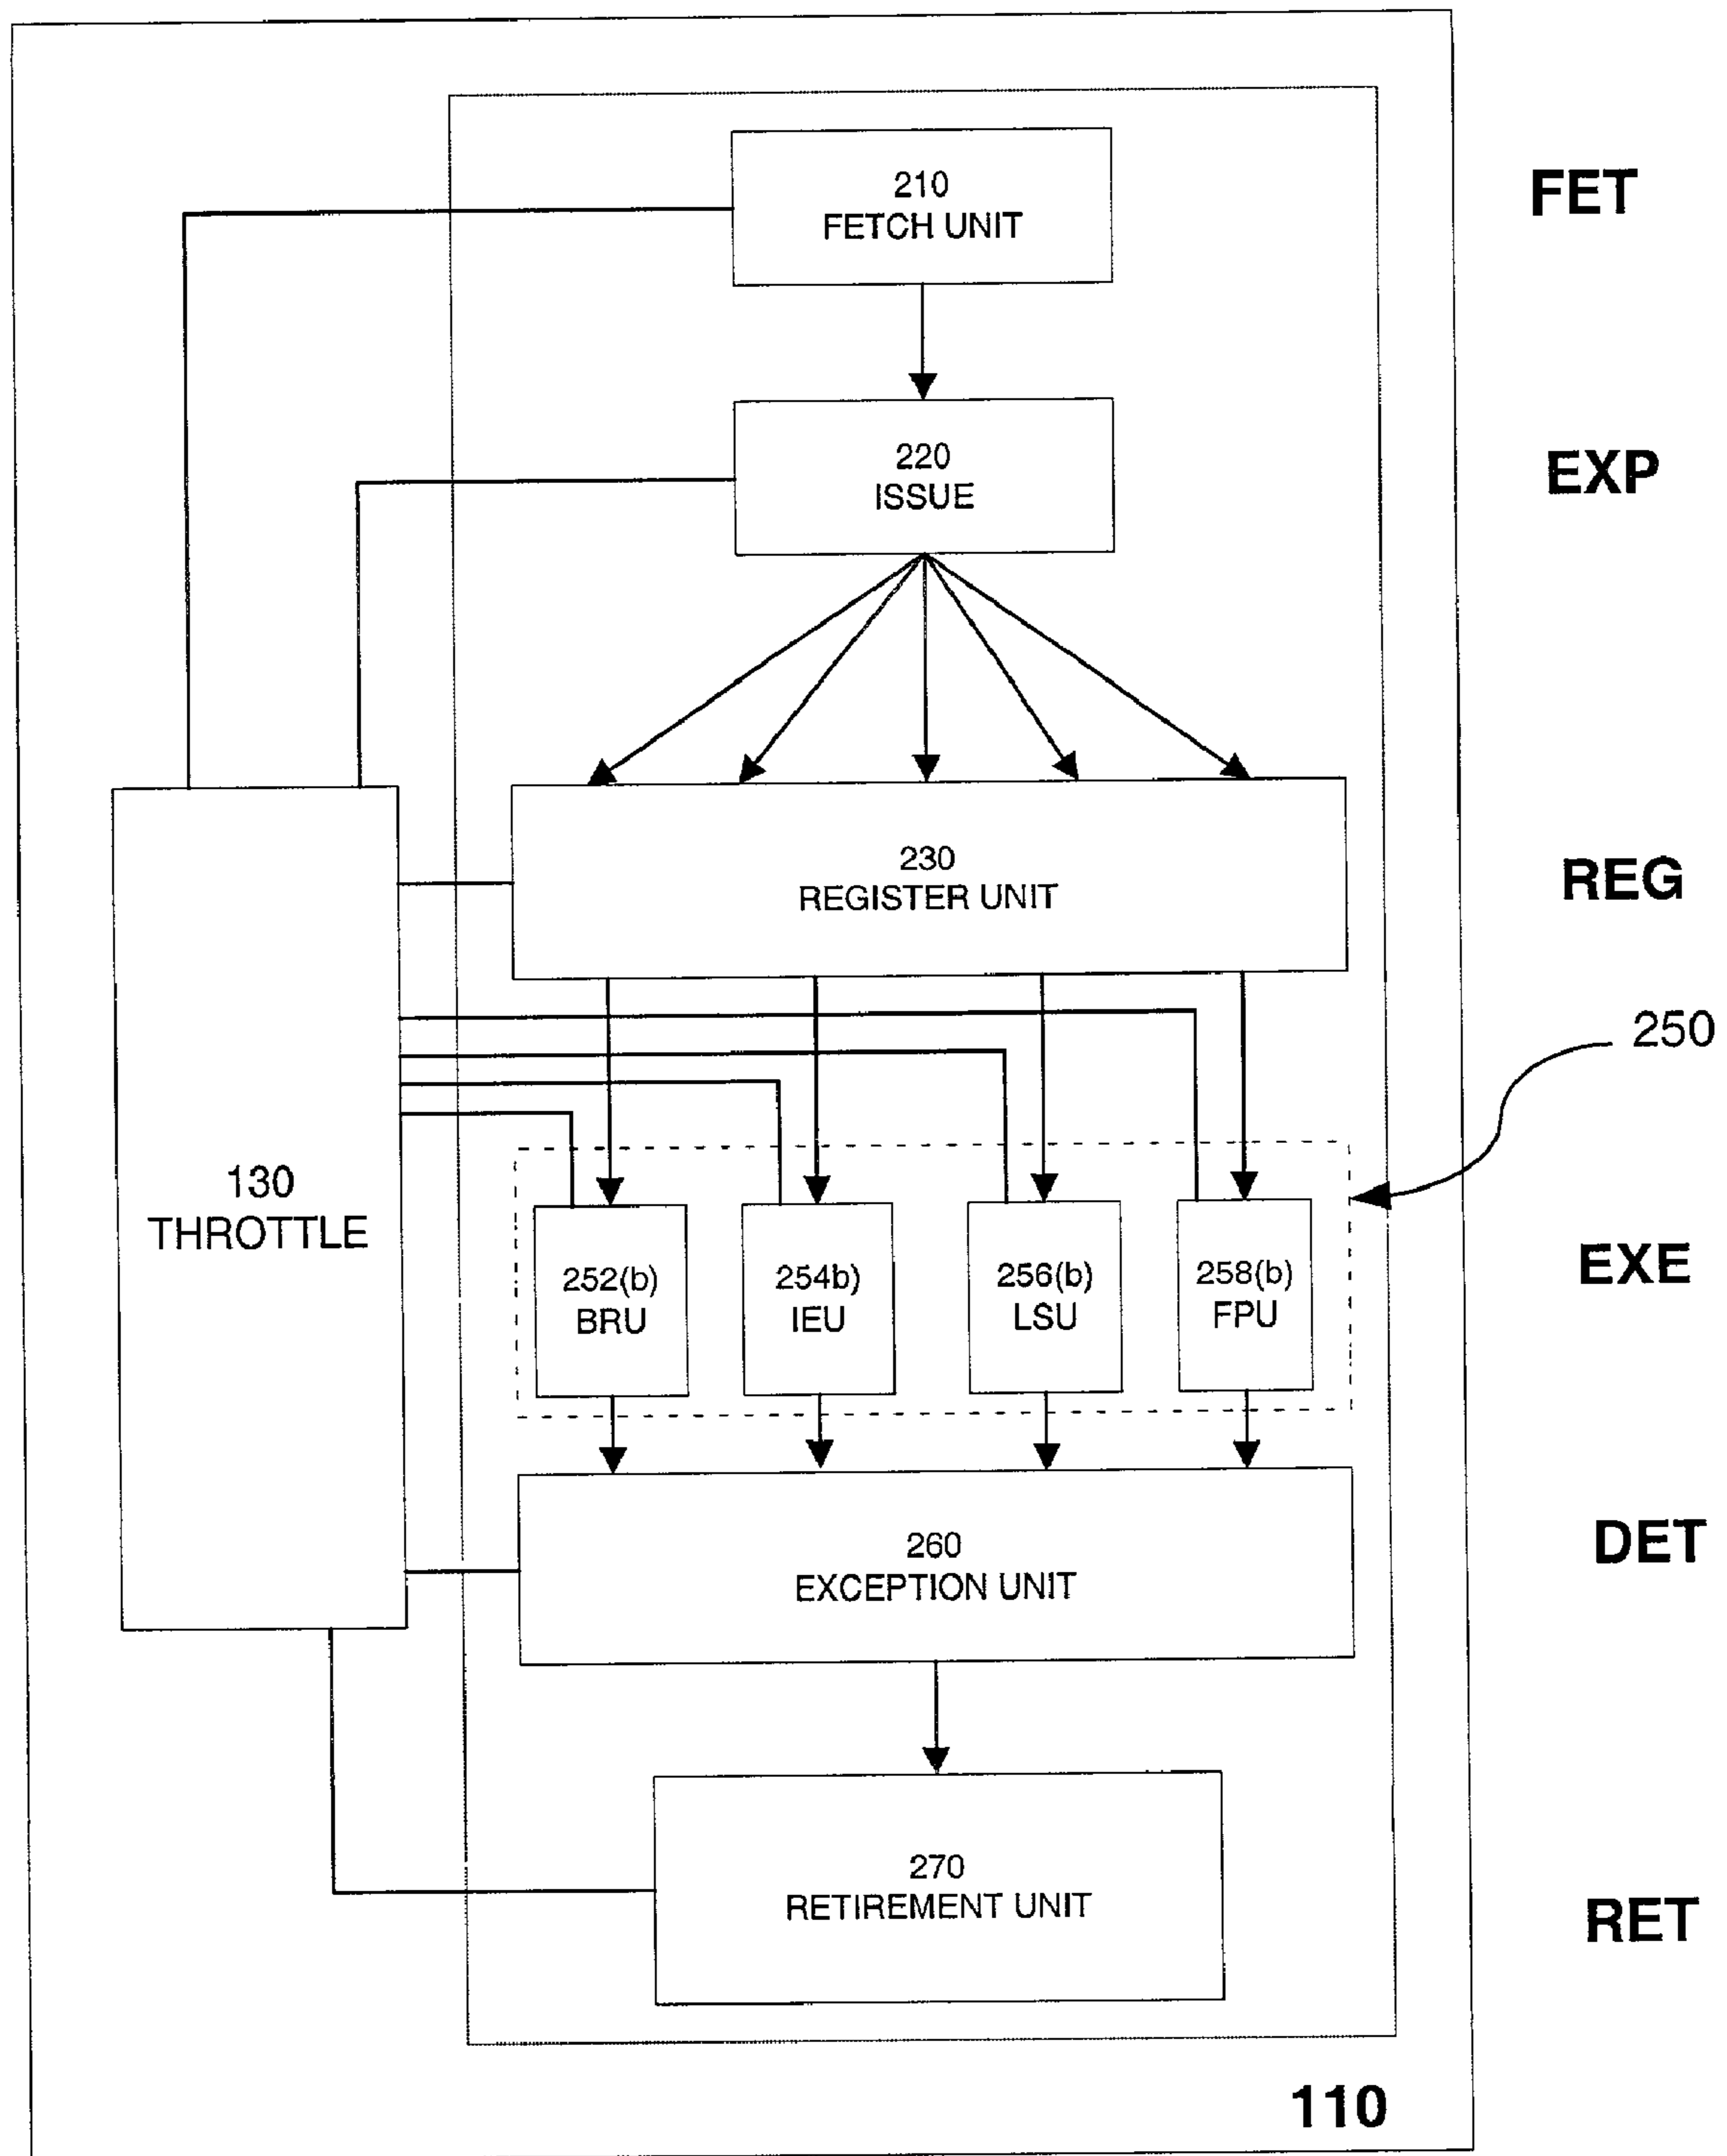 210
FETCH UNIT
FET
220
ISSUE
EXP
230
REGISTER UNIT
REG
250
130
THROTTLE
252(b)
BRU
254b)
IEU
256(b)
LSU
258(b)
FPU
EXE
260
EXCEPTION UNIT
DET
270
RETIREMENT UNIT
RET
110